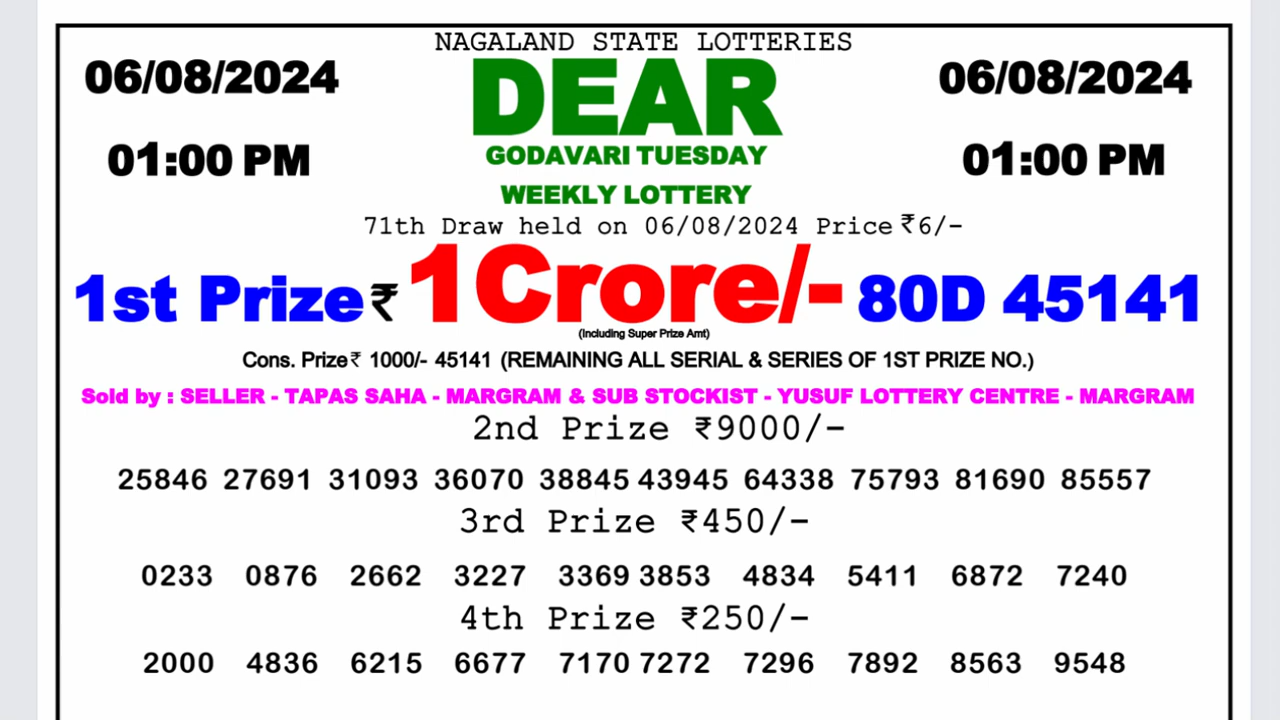 NAGALAND STATE LOTTERIES
06/08/2024 DEAR 06/08/2024
01:00 PM GODAVARI TUESDAY 01:00 PM
WEEKLY LOTTERY
71th Draw held on 06/08/2024 Price ₹6/-
1st Prize ₹ 1Crore/- 80D 45141
(Including Super Prize Amt)
Cons. Prize ₹ 1000/- 45141 (REMAINING ALL SERIAL & SERIES OF 1ST PRIZE NO.)
Sold by : SELLER - TAPAS SAHA - MARGRAM & SUB STOCKIST - YUSUF LOTTERY CENTRE - MARGRAM
2nd Prize ₹9000/-
25846 27691 31093 36070 38845 43945 64338 75793 81690 85557
3rd Prize ₹450/-
0233 0876 2662 3227 3369 3853 4834 5411 6872 7240
4th Prize ₹250/-
2000 4836 6215 6677 7170 7272 7296 7892 8563 9548